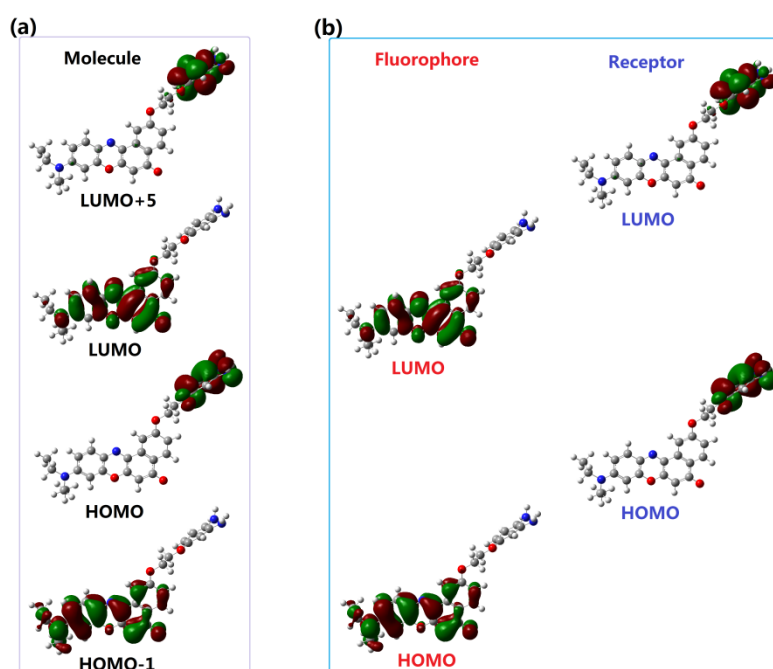 (a)
Molecule
LUMO+5
LUMO
HOMO
HOMO-1
(b)
Fluorophore
Receptor
LUMO
LUMO
HOMO
HOMO